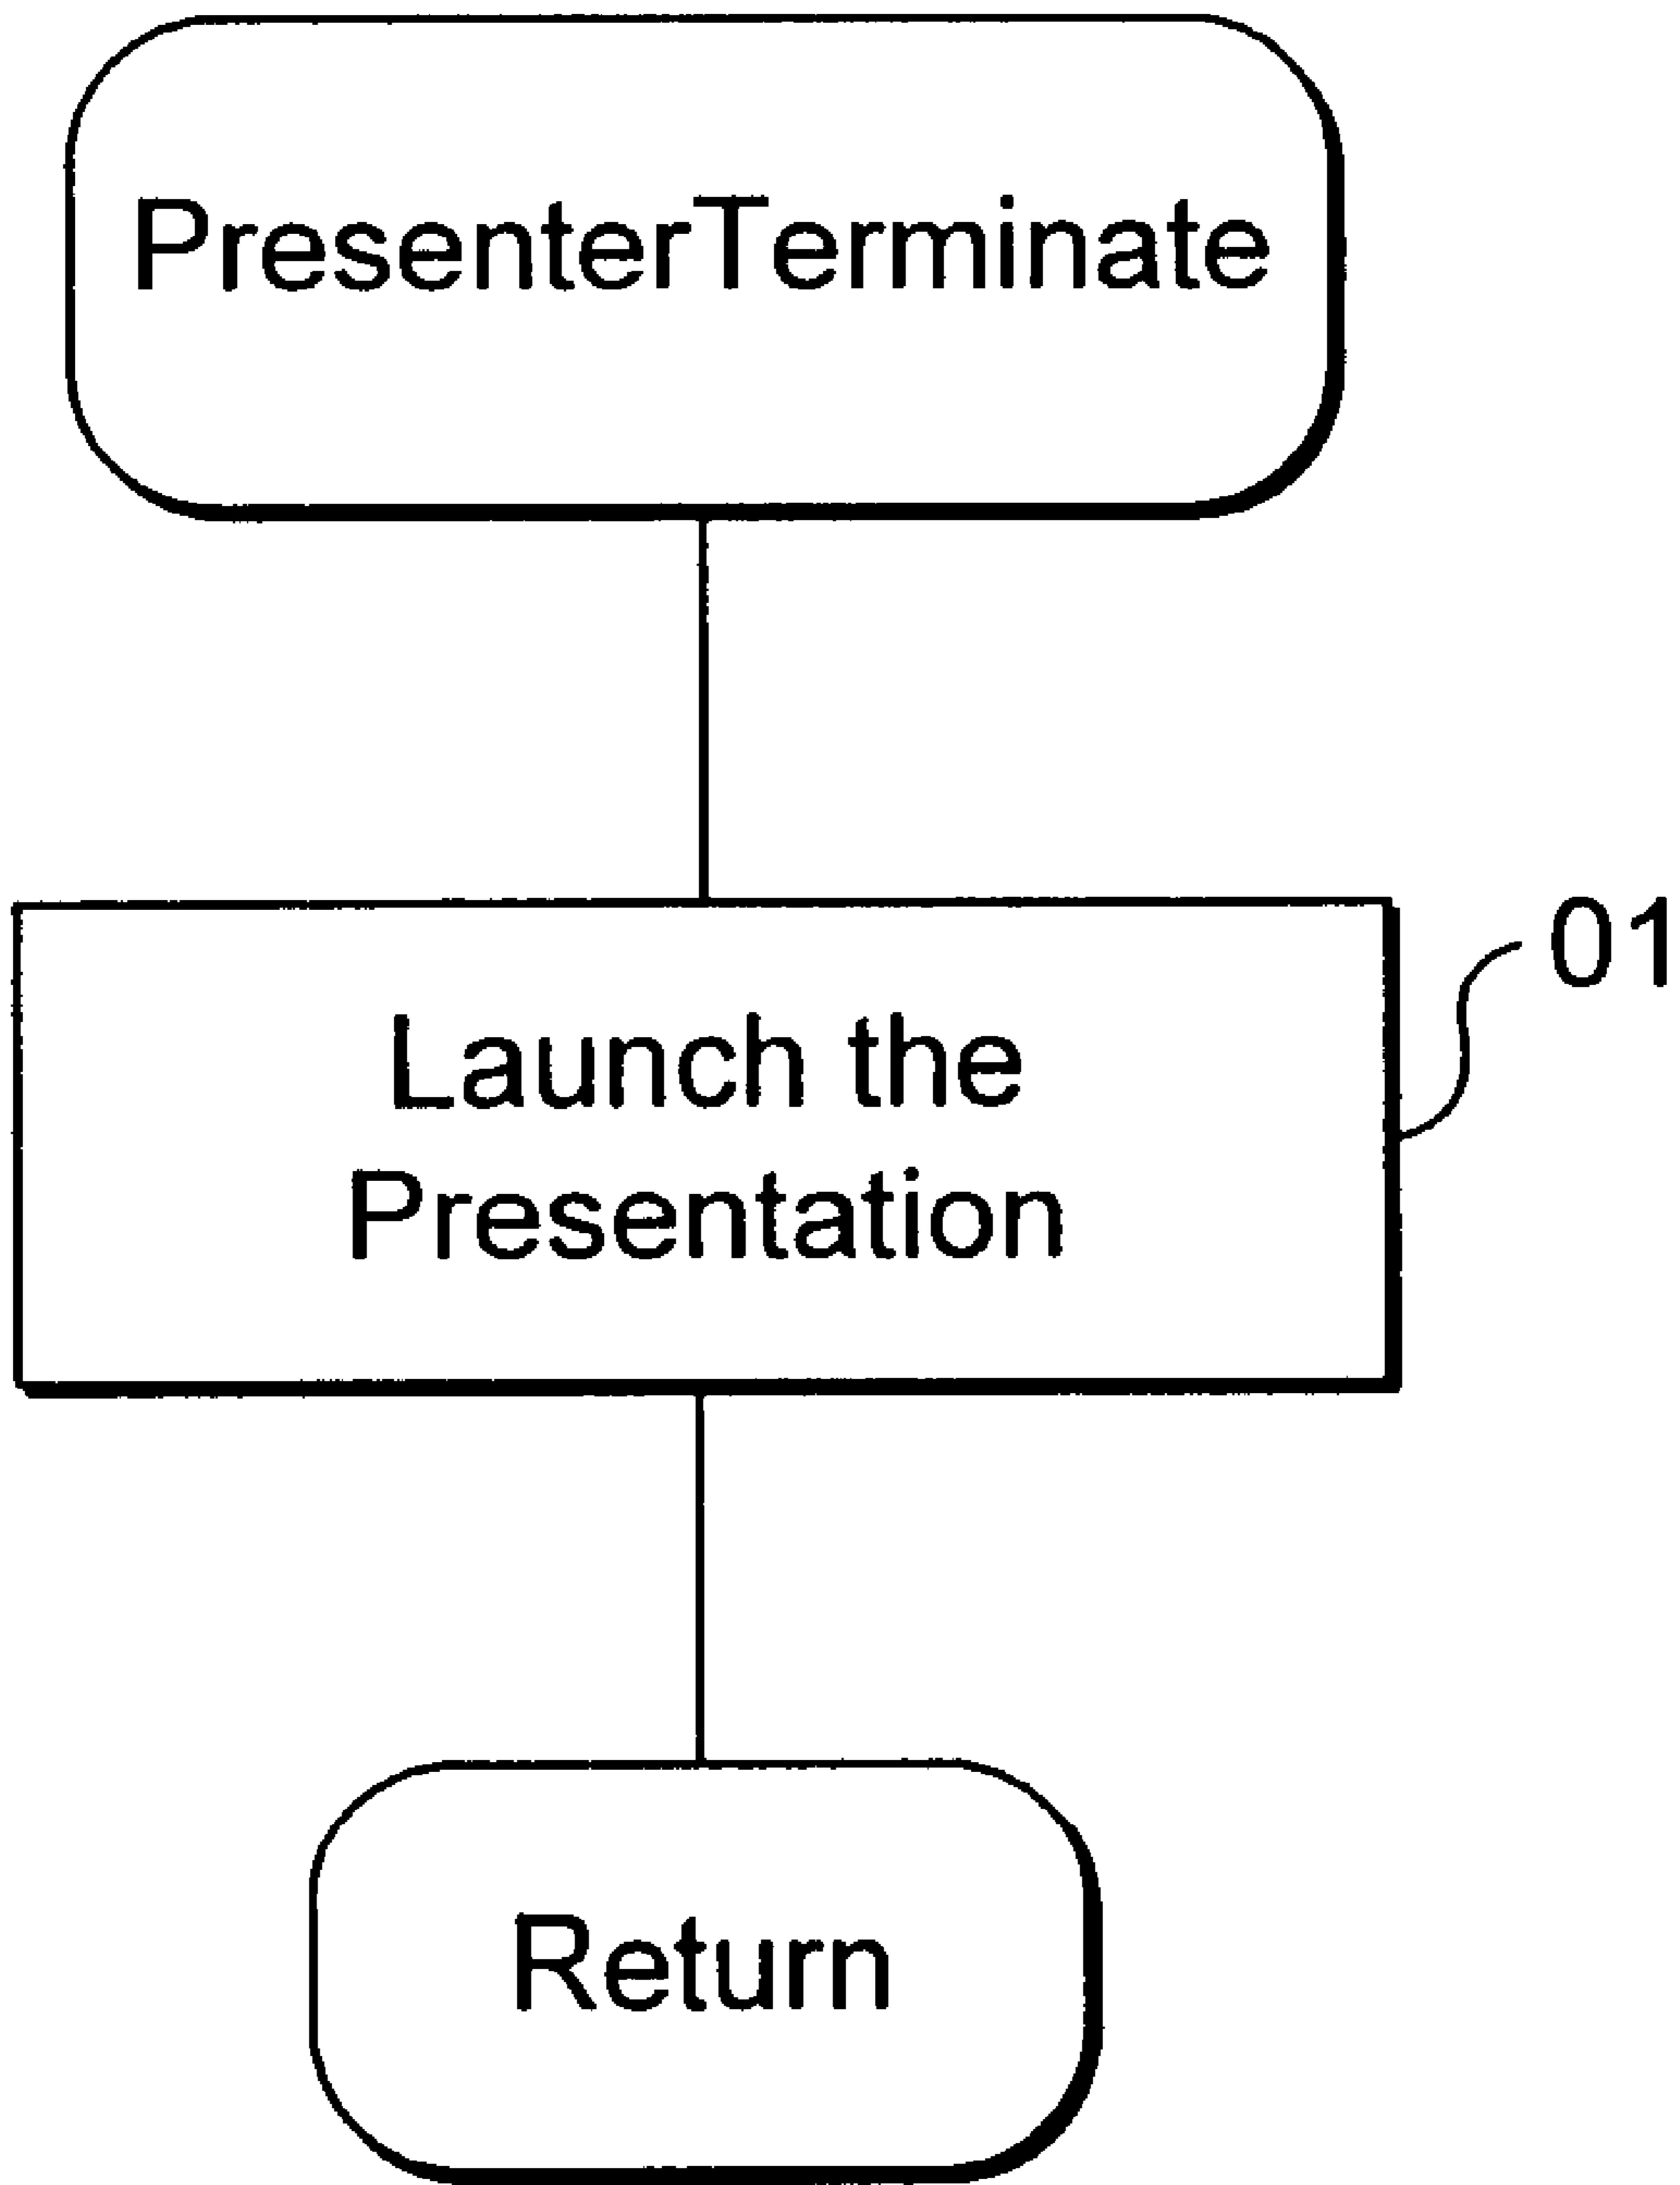 PresenterTerminate
01
Launch the
Presentation
Return